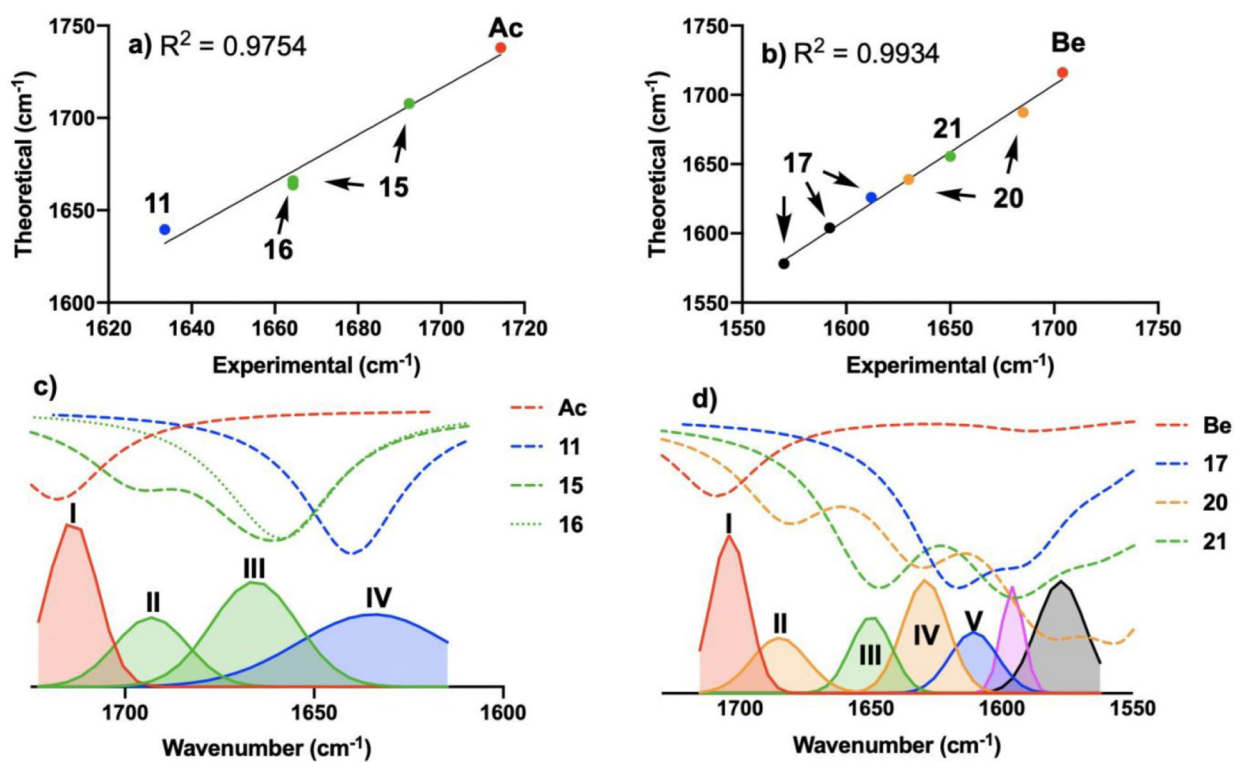 a) R² = 0.9754
Ac
11
15
16
1750
1700
1650
1600
Theoretical (cm⁻¹)
1620 1640 1660 1680 1700 1720
Experimental (cm⁻¹)
b) R² = 0.9934
Be
21
17
20
1750
1700
1650
1600
1550
Theoretical (cm⁻¹)
1550 1600 1650 1700 1750
Experimental (cm⁻¹)
c)
Ac
11
15
16
I
II
III
IV
1700 1650 1600
Wavenumber (cm⁻¹)
d)
Be
17
20
21
I
II
III
IV
V
1700 1650 1600 1550
Wavenumber (cm⁻¹)